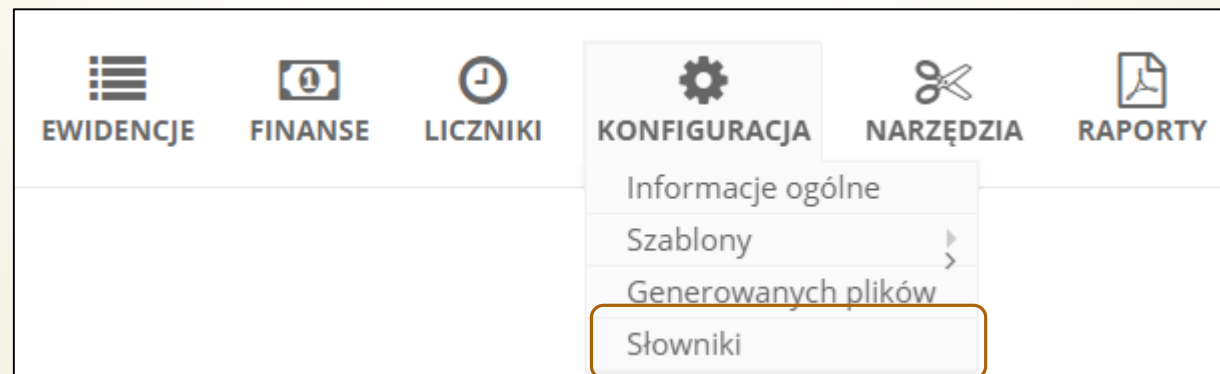 EWIDENCJE FINANSE LICZNIKI KONFIGURACJA NARZĘDZIA RAPORTY
Informacje ogólne
Szablony
Generowanych plików
Słowniki